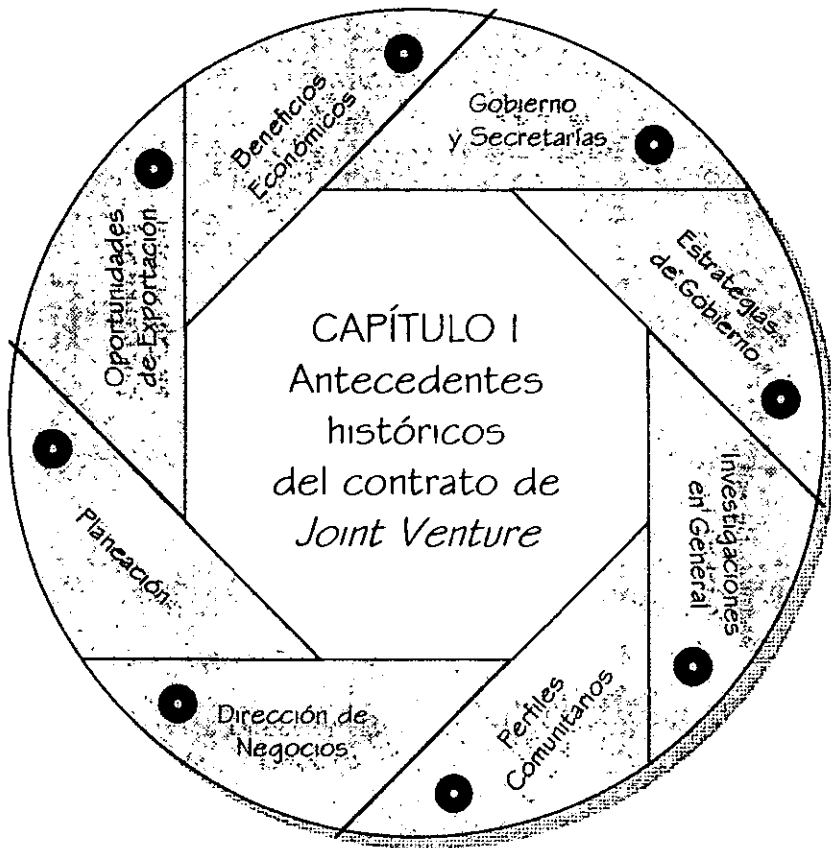 Beneficios
Económicos
Gobierno
y Secretarías
Estrategias
de Gobierno
Investigaciones
en General
Perfiles
Comunitarios
Dirección de
Negocios
Planeación
Oportunidades
de Exportación
CAPÍTULO I
Antecedentes
históricos
del contrato de
Joint Venture